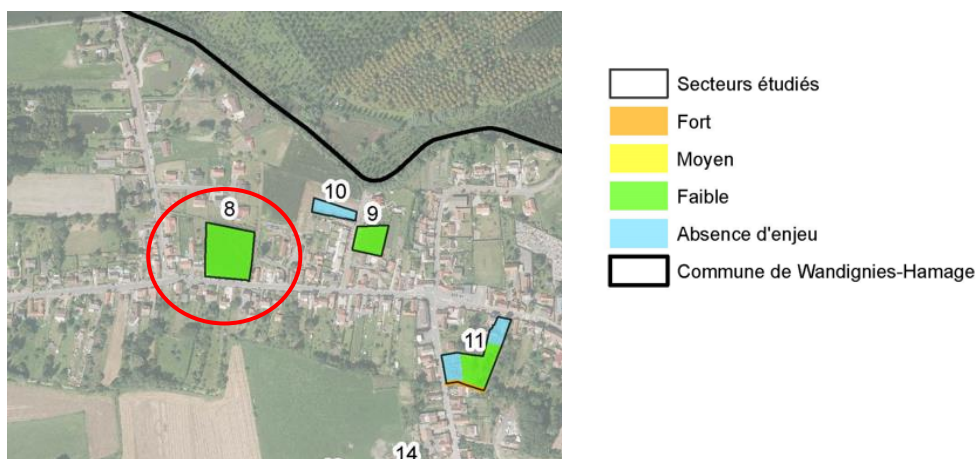 8
10
9
11
14
Secteurs étudiés
Fort
Moyen
Faible
Absence d'enjeu
Commune de Wandignies-Hamage